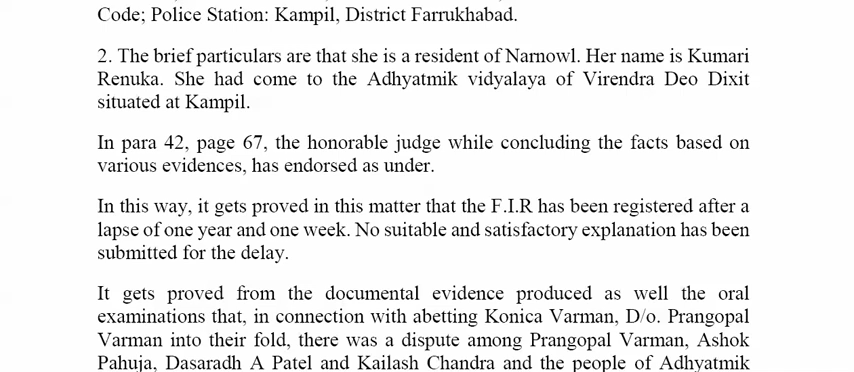 Code; Police Station: Kampil, District Farrukhabad.
2. The brief particulars are that she is a resident of Narnowl. Her name is Kumari
Renuka. She had come to the Adhyatmik vidyalaya of Virendra Deo Dixit
situated at Kampil.
In para 42, page 67, the honorable judge while concluding the facts based on
various evidences, has endorsed as under.
In this way, it gets proved in this matter that the F.I.R has been registered after a
lapse of one year and one week. No suitable and satisfactory explanation has been
submitted for the delay.
It gets proved from the documental evidence produced as well the oral
examinations that, in connection with abetting Konica Varman, D/o. Prangopal
Varman into their fold, there was a dispute among Prangopal Varman, Ashok
Pahuja, Dasaradh A Patel and Kailash Chandra and the people of Adhyatmik